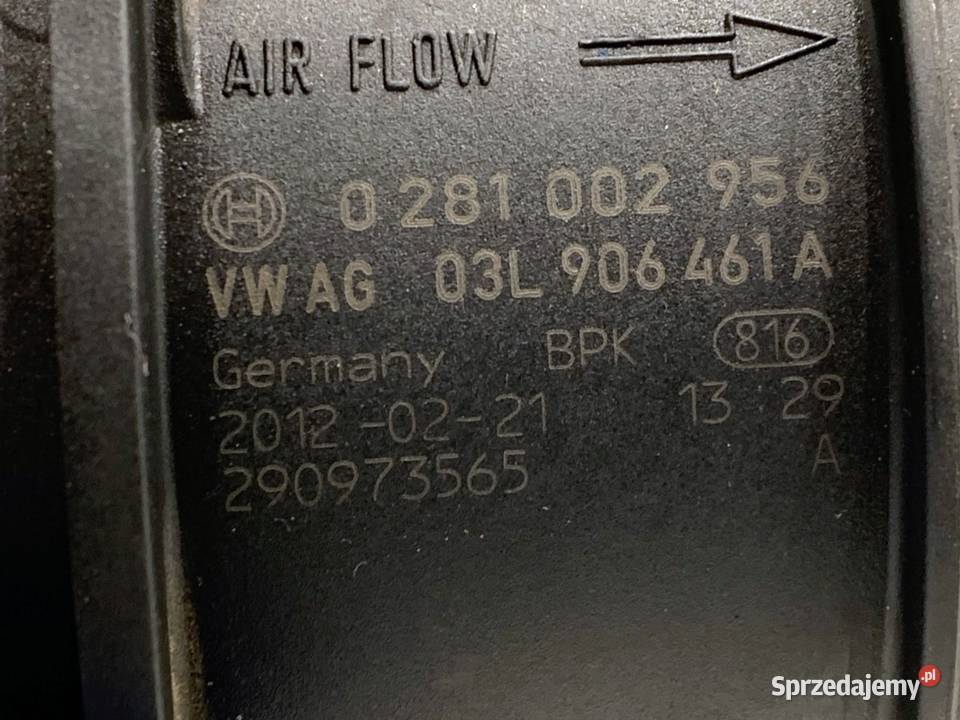 AIR FLOW
0 281 002 956
VW AG 03L 906 461 A
Germany BPK 816
2012-02-21 13 29
290973565 A
Sprzedajemy.pl